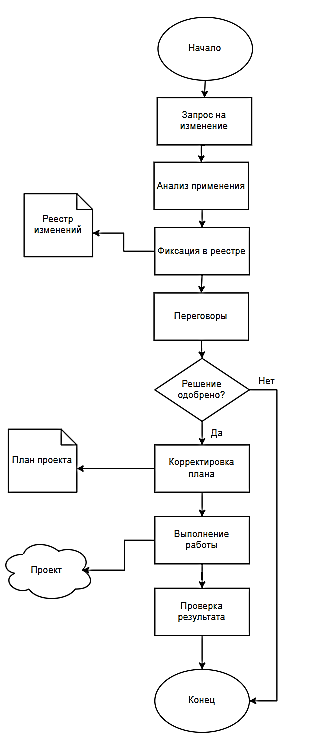 Начало
Запрос на
изменение
Анализ применения
Реестр
изменений
Фиксация в реестре
Переговоры
Решение
одобрено?
Нет
Да
План проекта
Корректировка
плана
Выполнение
работы
Проект
Проверка
результата
Конец